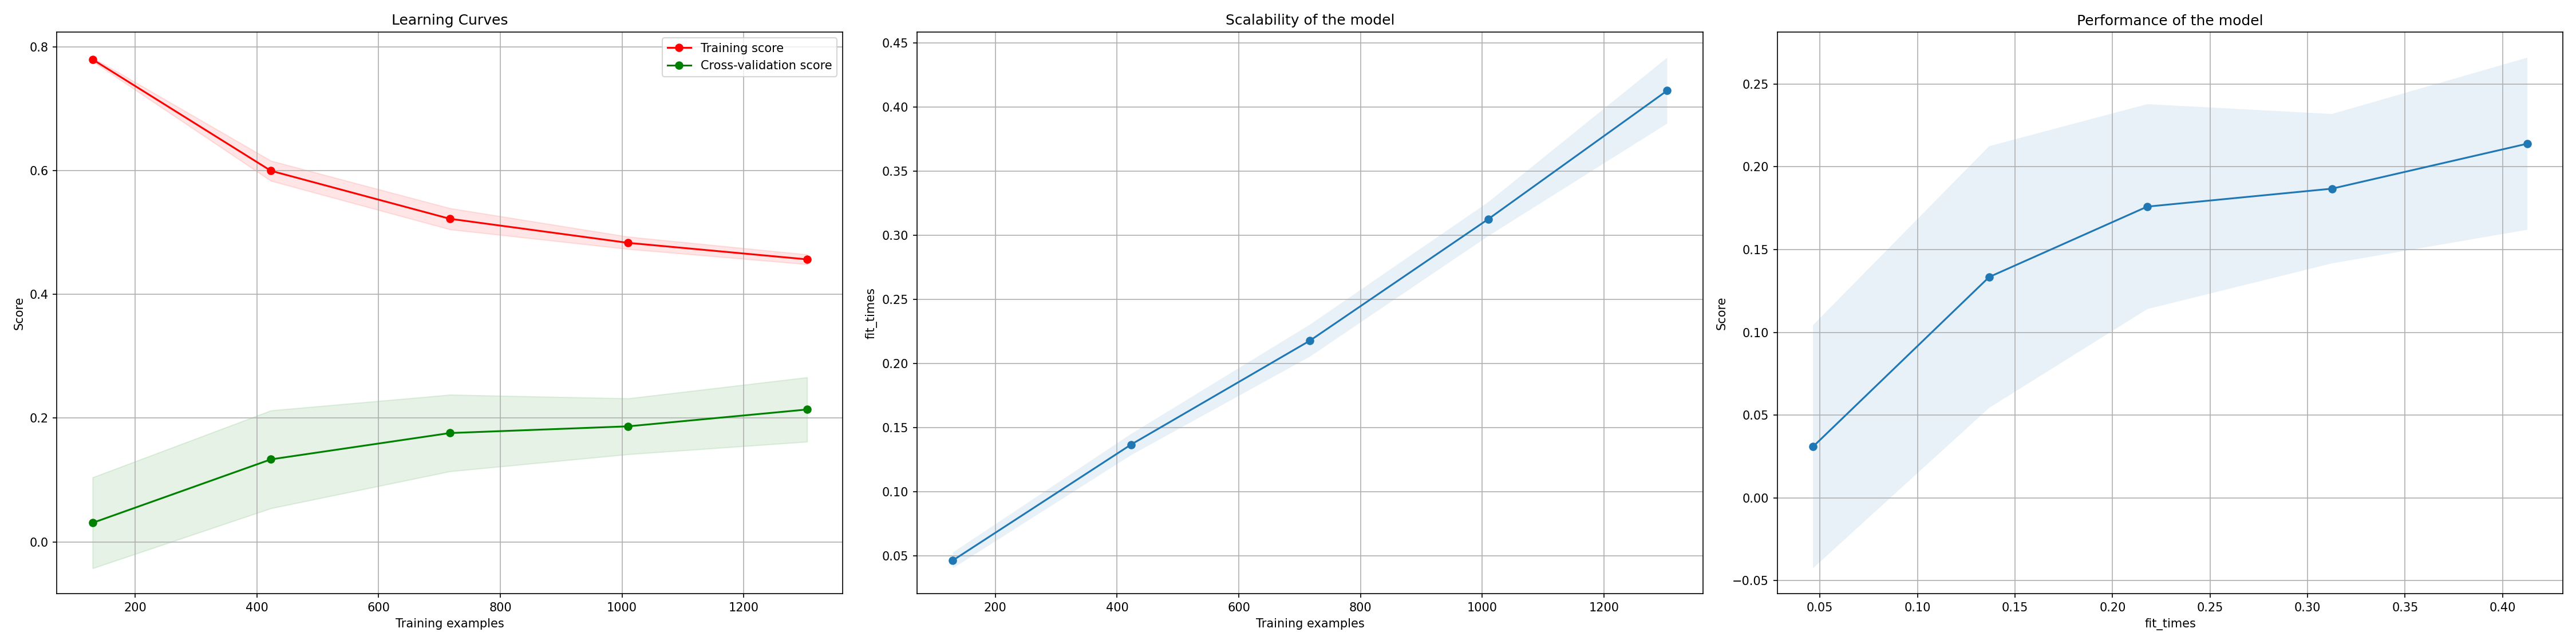 Learning Curves
Training score
Cross-validation score
0.8
0.6
0.4
0.2
0.0
Score
200 400 600 800 1000 1200
Training examples
Scalability of the model
0.45
0.40
0.35
0.30
0.25
0.20
0.15
0.10
0.05
fit_times
200 400 600 800 1000 1200
Training examples
Performance of the model
0.25
0.20
0.15
0.10
0.05
0.00
−0.05
Score
0.05 0.10 0.15 0.20 0.25 0.30 0.35 0.40
fit_times